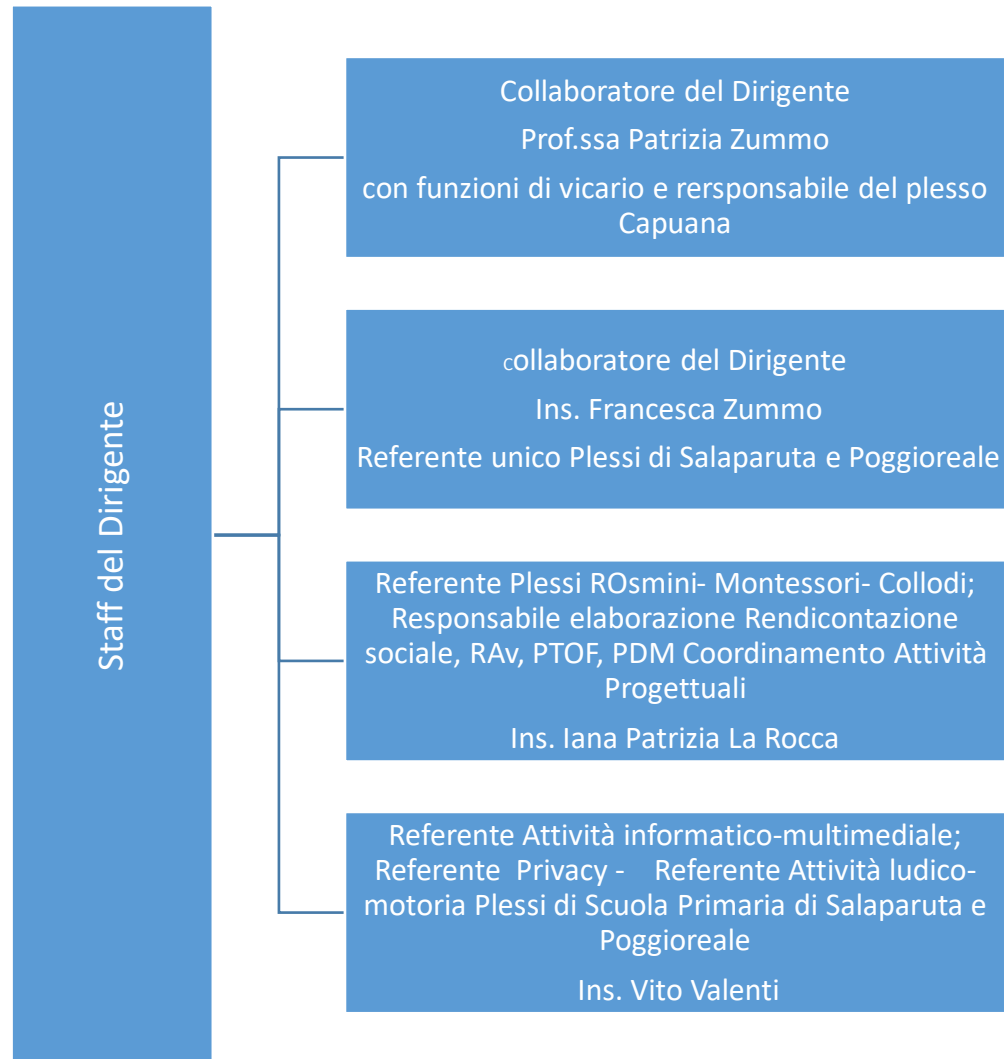 Staff del Dirigente
Collaboratore del Dirigente
Prof.ssa Patrizia Zummo
con funzioni di vicario e rersponsabile del plesso
Capuana
collaboratore del Dirigente
Ins. Francesca Zummo
Referente unico Plessi di Salaparuta e Poggioreale
Referente Plessi ROsmini- Montessori- Collodi;
Responsabile elaborazione Rendicontazione
sociale, RAv, PTOF, PDM Coordinamento Attività
Progettuali
Ins. Iana Patrizia La Rocca
Referente Attività informatico-multimediale;
Referente Privacy - Referente Attività ludico-
motoria Plessi di Scuola Primaria di Salaparuta e
Poggioreale
Ins. Vito Valenti